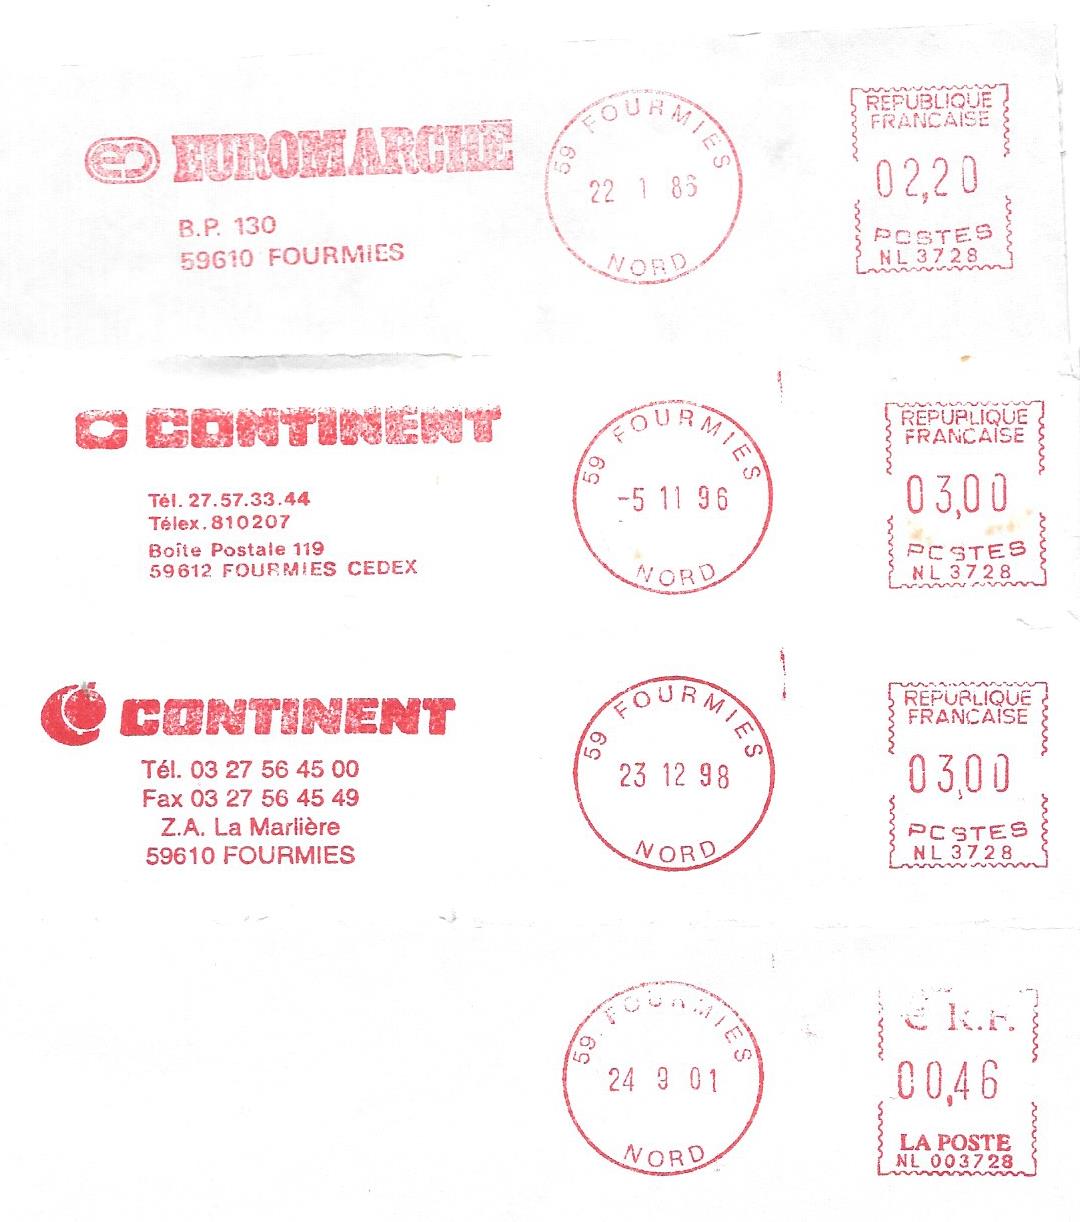 EUROMARCHÉ
B.P. 130
59610 FOURMIES
59 FOURMIES
22 1 86
NORD
REPUBLIQUE
FRANCAISE
02,20
POSTES
NL 3728
CONTINENT
Tél. 27.57.33.44
Télex. 810207
Boîte Postale 119
59612 FOURMIES CEDEX
59 FOURMIES
-5 11 96
NORD
REPUBLIQUE
FRANCAISE
03,00
POSTES
NL 3728
CONTINENT
Tél. 03 27 56 45 00
Fax 03 27 56 45 49
Z.A. La Marlière
59610 FOURMIES
59 FOURMIES
23 12 98
NORD
REPUBLIQUE
FRANCAISE
03,00
POSTES
NL 3728
59 FOURMIES
24 9 01
NORD
€ R.F.
00,46
LA POSTE
NL 003728